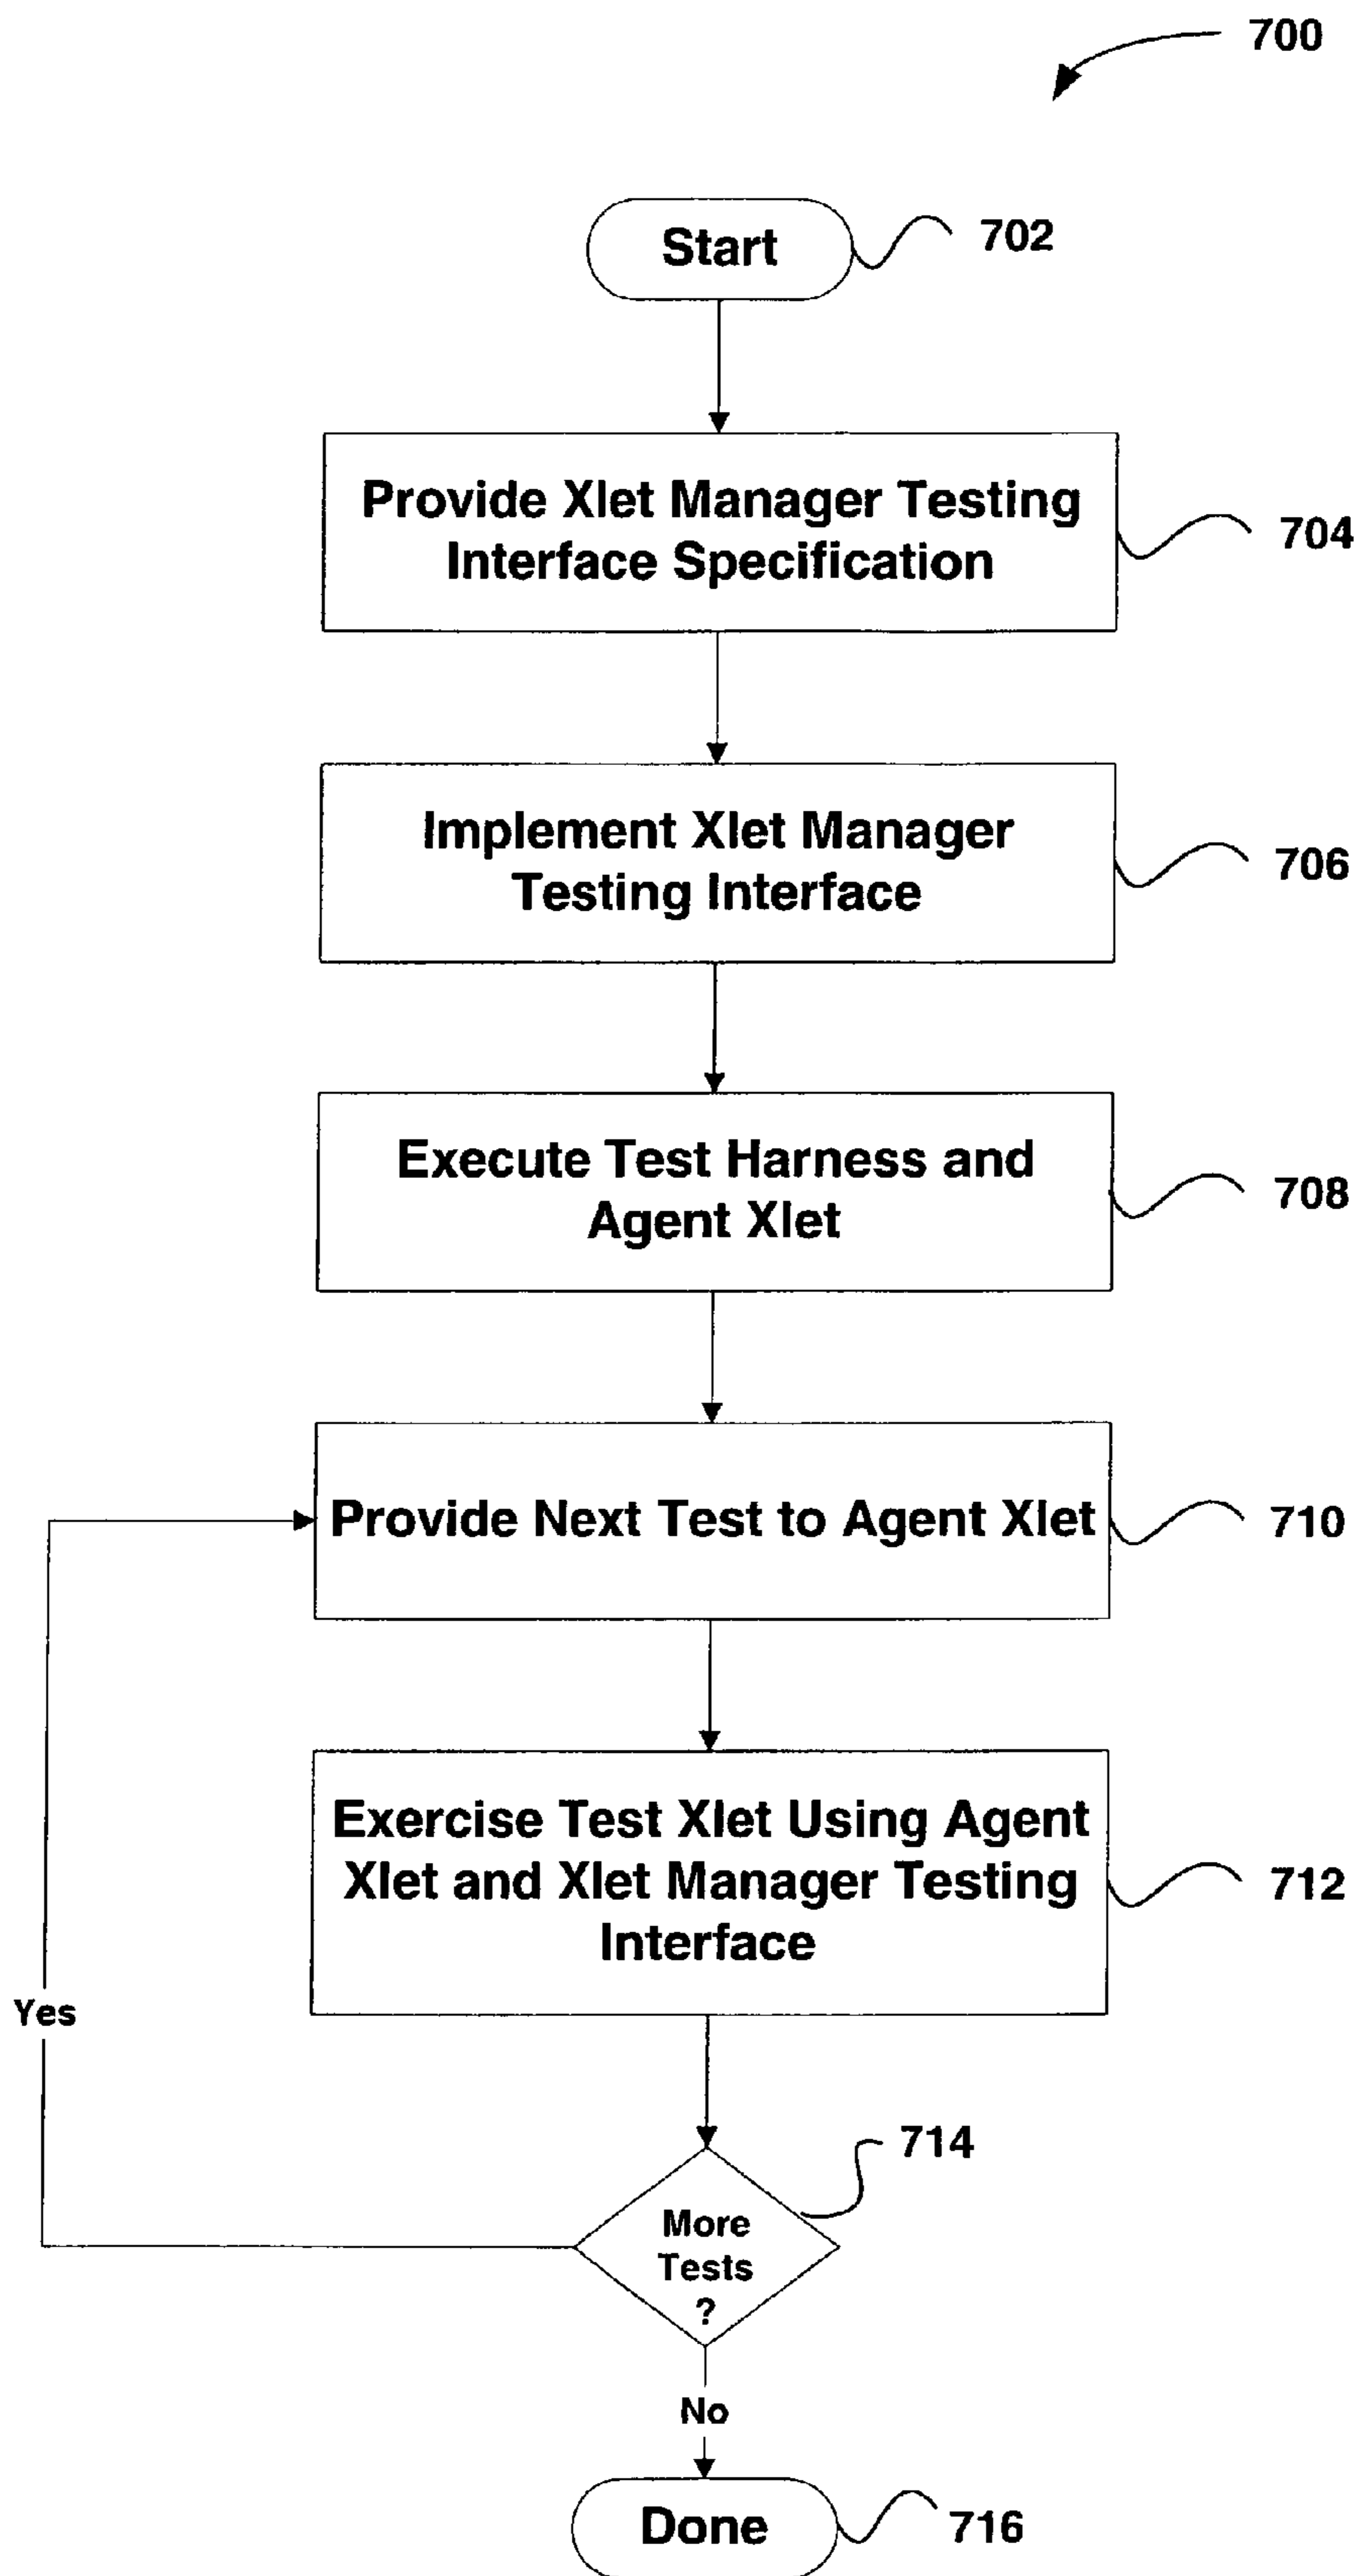 700
Start
702
Provide Xlet Manager Testing
Interface Specification
704
Implement Xlet Manager
Testing Interface
706
Execute Test Harness and
Agent Xlet
708
Provide Next Test to Agent Xlet
710
Exercise Test Xlet Using Agent
Xlet and Xlet Manager Testing
Interface
712
Yes
714
More
Tests
?
No
Done
716